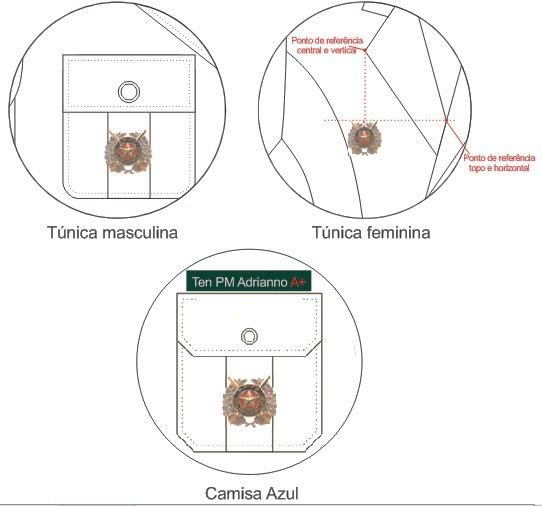 Ponto de referência
central e vertical
Ponto de referência
topo e horizontal
Túnica masculina
Túnica feminina
Ten PM Adrianno A+
Camisa Azul